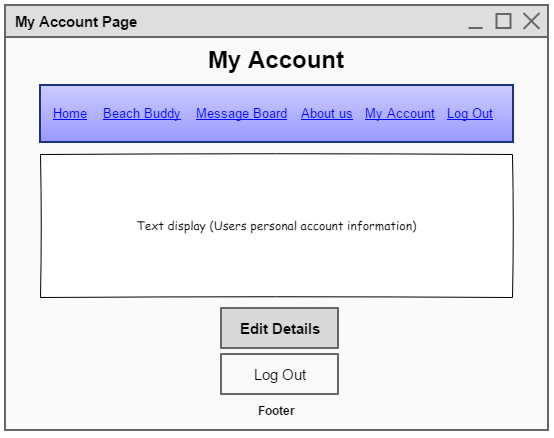 My Account Page
My Account
Home Beach Buddy Message Board About us My Account Log Out
Text display (Users personal account information)
Edit Details
Log Out
Footer